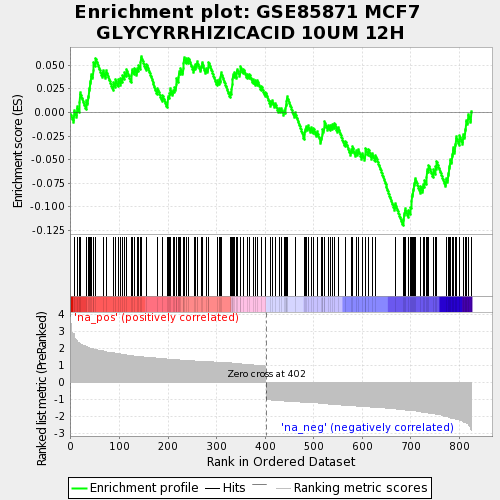 Enrichment plot: GSE85871 MCF7
GLYCYRRHIZICACID 10UM 12H
Enrichment score (ES)
0.050
0.025
0.000
-0.025
-0.050
-0.075
-0.100
-0.125
'na_pos' (positively correlated)
Ranked list metric (PreRanked)
4
3
2
1
0
-1
-2
-3
Zero cross at 402
'na_neg' (negatively correlated)
0
100
200
300
400
500
600
700
800
Rank in Ordered Dataset
Enrichment profile
Hits
Ranking metric scores